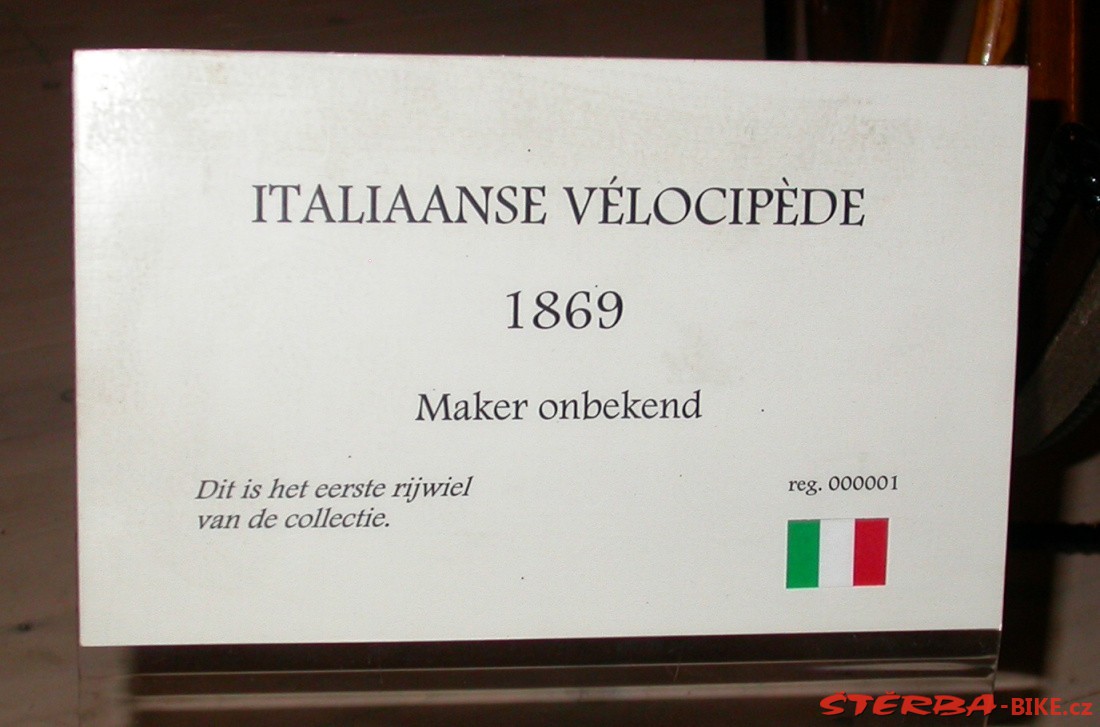 ITALIAANSE VÉLOCIPÈDE
1869
Maker onbekend
Dit is het eerste rijwiel
van de collectie.
reg. 000001
ŠTĚRBA-BIKE.cz